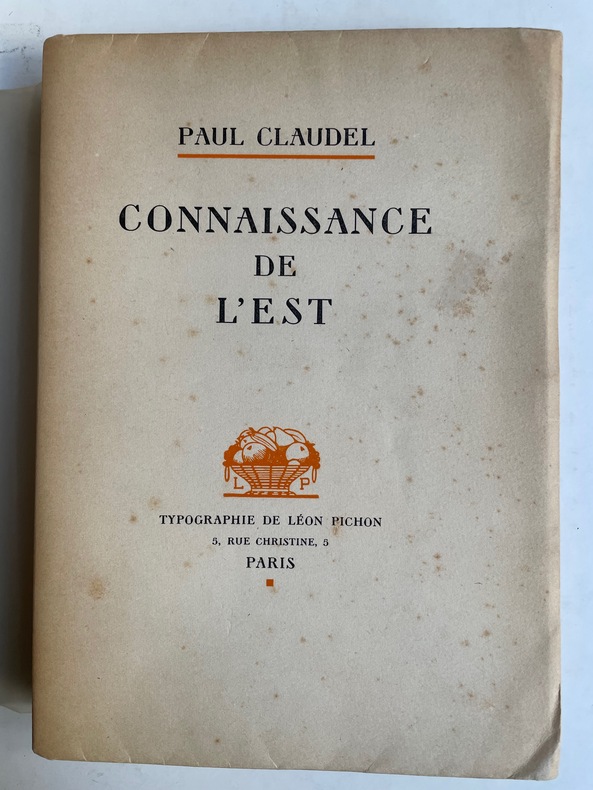 PAUL CLAUDEL
CONNAISSANCE
DE
L'EST
L P
TYPOGRAPHIE DE LÉON PICHON
5, RUE CHRISTINE, 5
PARIS